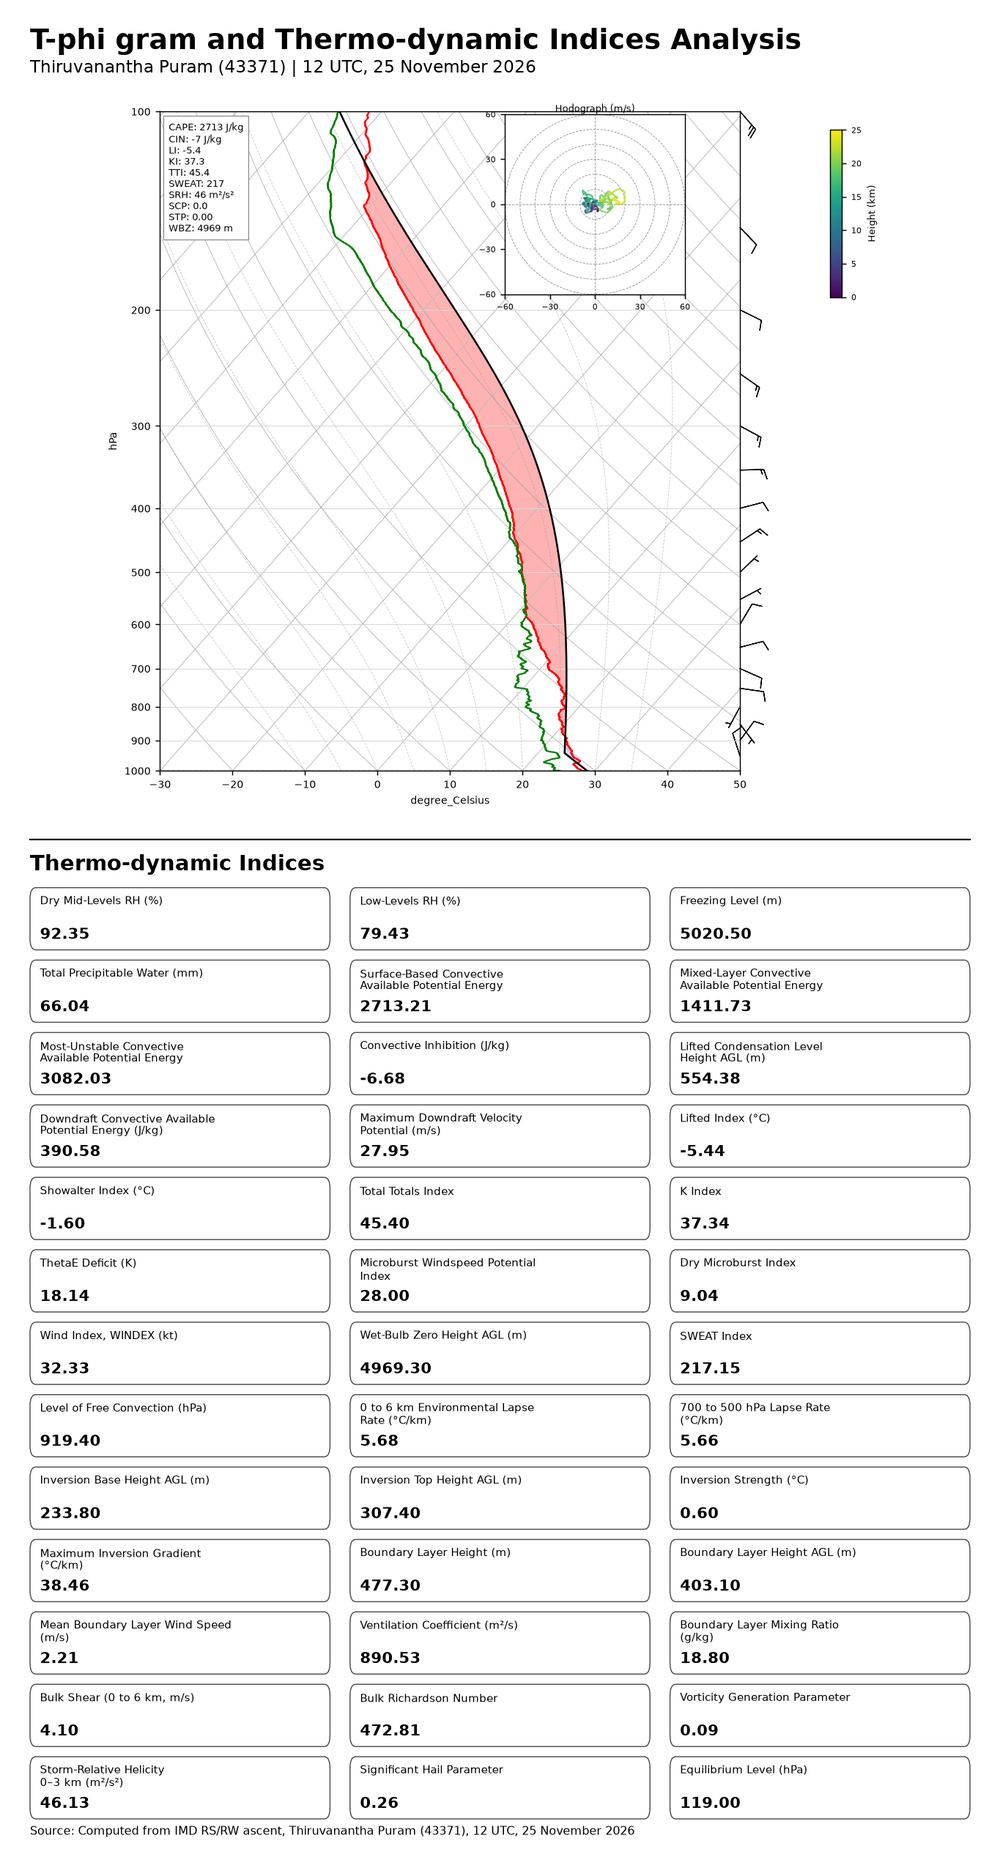 T-phi gram and Thermo-dynamic Indices Analysis
Thiruvanantha Puram (43371) | 12 UTC, 25 November 2026
Hodograph (m/s)
CAPE: 2713 J/kg
CIN: -7 J/kg
LI: -5.4
KI: 37.3
TTI: 45.4
SWEAT: 217
SRH: 46 m²/s²
SCP: 0.0
STP: 0.00
WBZ: 4969 m
60
30
0
−30
−60
−60 −30 0 30 60
25
20
15
10
5
0
Height (km)
100
200
300
400
500
600
700
800
900
1000
hPa
−30 −20 −10 0 10 20 30 40 50
degree_Celsius
Thermo-dynamic Indices
Dry Mid-Levels RH (%)
92.35
Low-Levels RH (%)
79.43
Freezing Level (m)
5020.50
Total Precipitable Water (mm)
66.04
Surface-Based Convective
Available Potential Energy
2713.21
Mixed-Layer Convective
Available Potential Energy
1411.73
Most-Unstable Convective
Available Potential Energy
3082.03
Convective Inhibition (J/kg)
-6.68
Lifted Condensation Level
Height AGL (m)
554.38
Downdraft Convective Available
Potential Energy (J/kg)
390.58
Maximum Downdraft Velocity
Potential (m/s)
27.95
Lifted Index (°C)
-5.44
Showalter Index (°C)
-1.60
Total Totals Index
45.40
K Index
37.34
ThetaE Deficit (K)
18.14
Microburst Windspeed Potential
Index
28.00
Dry Microburst Index
9.04
Wind Index, WINDEX (kt)
32.33
Wet-Bulb Zero Height AGL (m)
4969.30
SWEAT Index
217.15
Level of Free Convection (hPa)
919.40
0 to 6 km Environmental Lapse
Rate (°C/km)
5.68
700 to 500 hPa Lapse Rate
(°C/km)
5.66
Inversion Base Height AGL (m)
233.80
Inversion Top Height AGL (m)
307.40
Inversion Strength (°C)
0.60
Maximum Inversion Gradient
(°C/km)
38.46
Boundary Layer Height (m)
477.30
Boundary Layer Height AGL (m)
403.10
Mean Boundary Layer Wind Speed
(m/s)
2.21
Ventilation Coefficient (m²/s)
890.53
Boundary Layer Mixing Ratio
(g/kg)
18.80
Bulk Shear (0 to 6 km, m/s)
4.10
Bulk Richardson Number
472.81
Vorticity Generation Parameter
0.09
Storm-Relative Helicity
0–3 km (m²/s²)
46.13
Significant Hail Parameter
0.26
Equilibrium Level (hPa)
119.00
Source: Computed from IMD RS/RW ascent, Thiruvanantha Puram (43371), 12 UTC, 25 November 2026